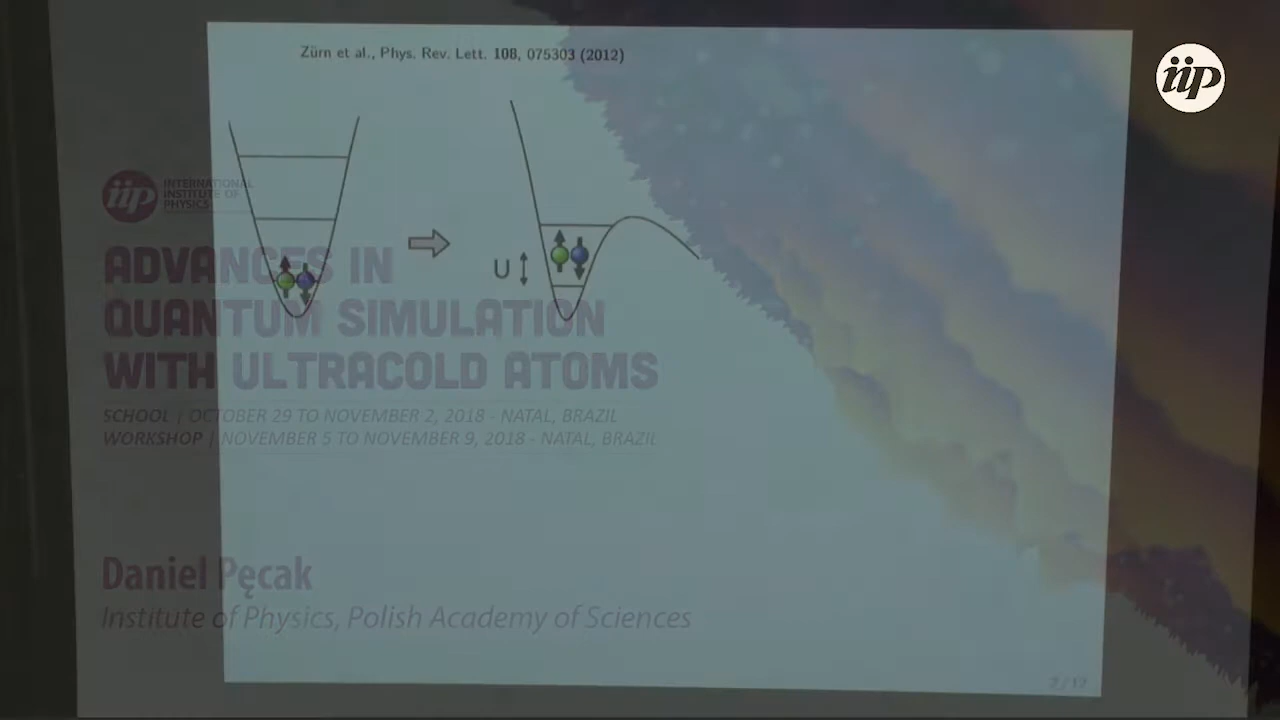 Zürn et al., Phys. Rev. Lett. 108, 075303 (2012)
iip
iip
INTERNATIONAL
INSTITUTE OF
PHYSICS
U
ADVANCES IN
QUANTUM SIMULATION
WITH ULTRACOLD ATOMS
SCHOOL | OCTOBER 29 TO NOVEMBER 2, 2018 - NATAL, BRAZIL
WORKSHOP | NOVEMBER 5 TO NOVEMBER 9, 2018 - NATAL, BRAZIL
Daniel Pęcak
Institute of Physics, Polish Academy of Sciences
2 / 12